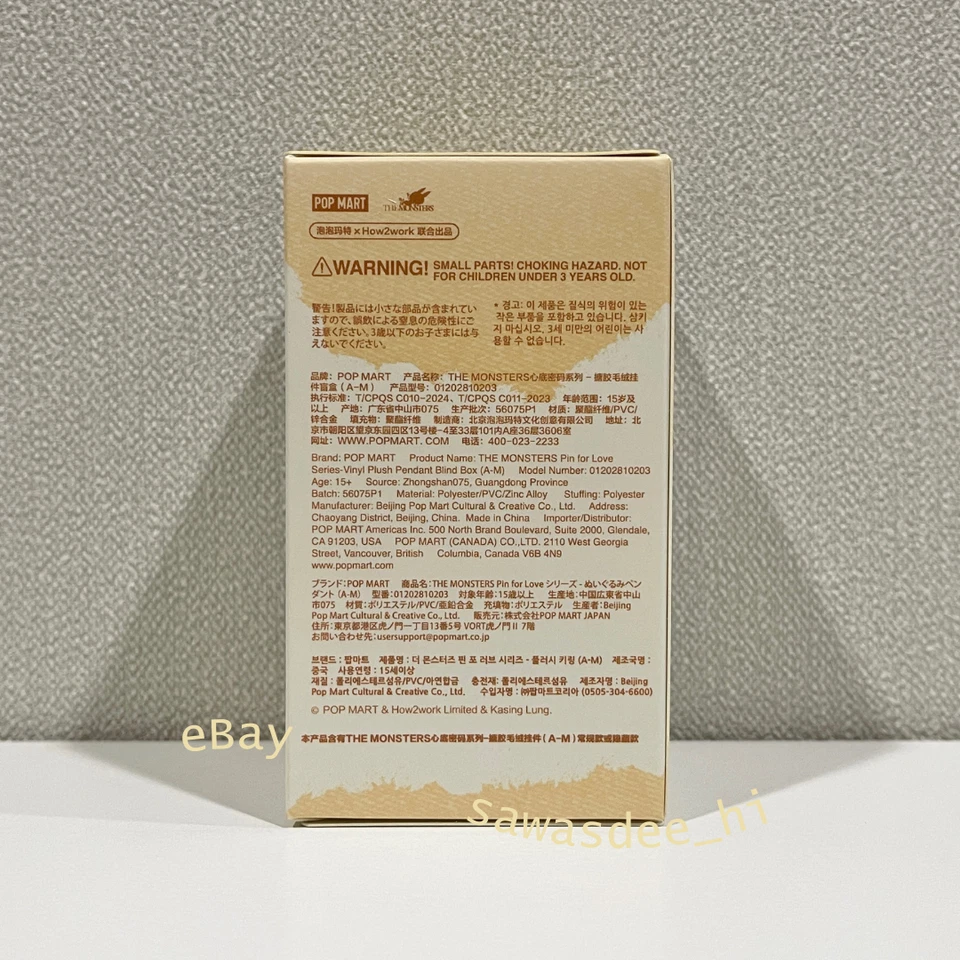 POP MART THE MONSTERS
泡泡玛特 × How2work 联合出品
WARNING! SMALL PARTS! CHOKING HAZARD. NOT
FOR CHILDREN UNDER 3 YEARS OLD.
警告！製品には小さな部品が含まれてい
ますので、誤飲による窒息の危険性にご
注意ください。3歳以下のお子さまには与
えないでください。
* 경고: 이 제품은 질식의 위험이 있는
작은 부품을 포함하고 있습니다. 삼키
지 마십시오. 3세 미만의 어린이는 사
용할 수 없습니다.
品牌：POP MART 产品名称：THE MONSTERS心底密码系列 – 搪胶毛绒挂
件盲盒 ( A–M ) 产品型号：01202810203
执行标准：T/CPQS C010–2024、T/CPQS C011–2023 年龄范围：15岁及
以上 产地：广东省中山市075 生产批次：56075P1 材质：聚酯纤维/PVC/
锌合金 填充物：聚酯纤维 制造商：北京泡泡玛特文化创意有限公司 地址：北
京市朝阳区望京东园四区13号楼–4至33层101内A座36层3606室
网址：WWW.POPMART. COM 电话：400–023–2233
Brand: POP MART Product Name: THE MONSTERS Pin for Love
Series-Vinyl Plush Pendant Blind Box (A-M) Model Number: 01202810203
Age: 15+ Source: Zhongshan075, Guangdong Province
Batch: 56075P1 Material: Polyester/PVC/Zinc Alloy Stuffing: Polyester
Manufacturer: Beijing Pop Mart Cultural & Creative Co., Ltd. Address:
Chaoyang District, Beijing, China. Made in China Importer/Distributor:
POP MART Americas Inc. 500 North Brand Boulevard, Suite 2000, Glendale,
CA 91203, USA POP MART (CANADA) CO.,LTD. 2110 West Georgia
Street, Vancouver, British Columbia, Canada V6B 4N9
www.popmart.com
ブランド：POP MART 商品名：THE MONSTERS Pin for Love シリーズ - ぬいぐるみペン
ダント (A-M) 型番：01202810203 対象年齢：15歳以上 生産地：中国広東省中山
市075 材質：ポリエステル/PVC/亜鉛合金 充填物：ポリエステル 生産者：Beijing
Pop Mart Cultural & Creative Co., Ltd. 販売元：株式会社POP MART JAPAN
住所：東京都港区虎ノ門一丁目13番5号 VORT虎ノ門Ⅱ 7階
お問い合わせ先：usersupport@popmart.co.jp
브랜드 : 팝마트 제품명 : 더 몬스터즈 핀 포 러브 시리즈 - 플러시 키링 (A-M) 제조국명 :
중국 사용연령 : 15세이상
재질 : 폴리에스테르섬유/PVC/아연합금 충전재: 폴리에스테르섬유 제조자명 : Beijing
Pop Mart Cultural & Creative Co., Ltd. 수입자명 : ㈜팝마트코리아 (0505-304-6600)
© POP MART & How2work Limited & Kasing Lung.
本产品含有THE MONSTERS心底密码系列–搪胶毛绒挂件 ( A–M ) 常规款或隐藏款
eBay
sawasdee_hi